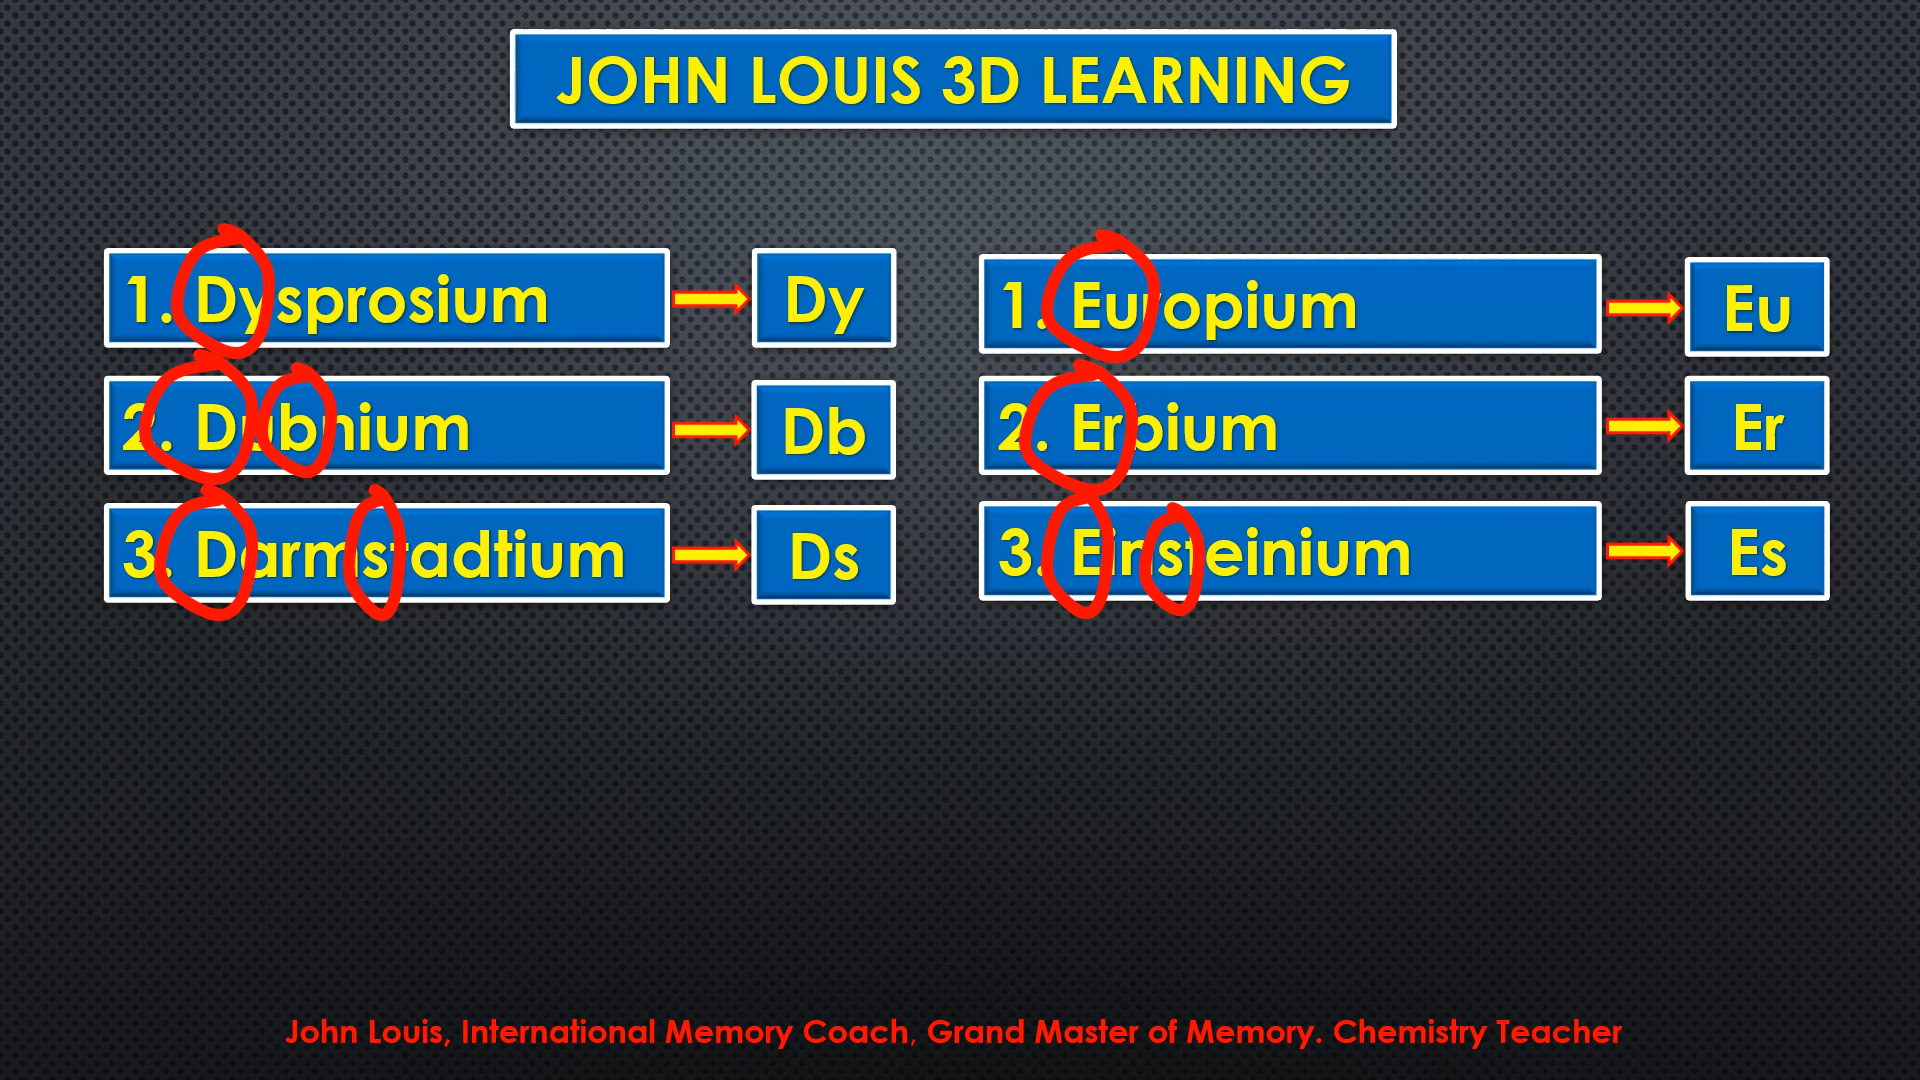 JOHN LOUIS 3D LEARNING
1. Dysprosium
Dy
2. Dubnium
Db
3. Darmstadtium
Ds
1. Europium
Eu
2. Erbium
Er
3. Einsteinium
Es
John Louis, International Memory Coach, Grand Master of Memory. Chemistry Teacher